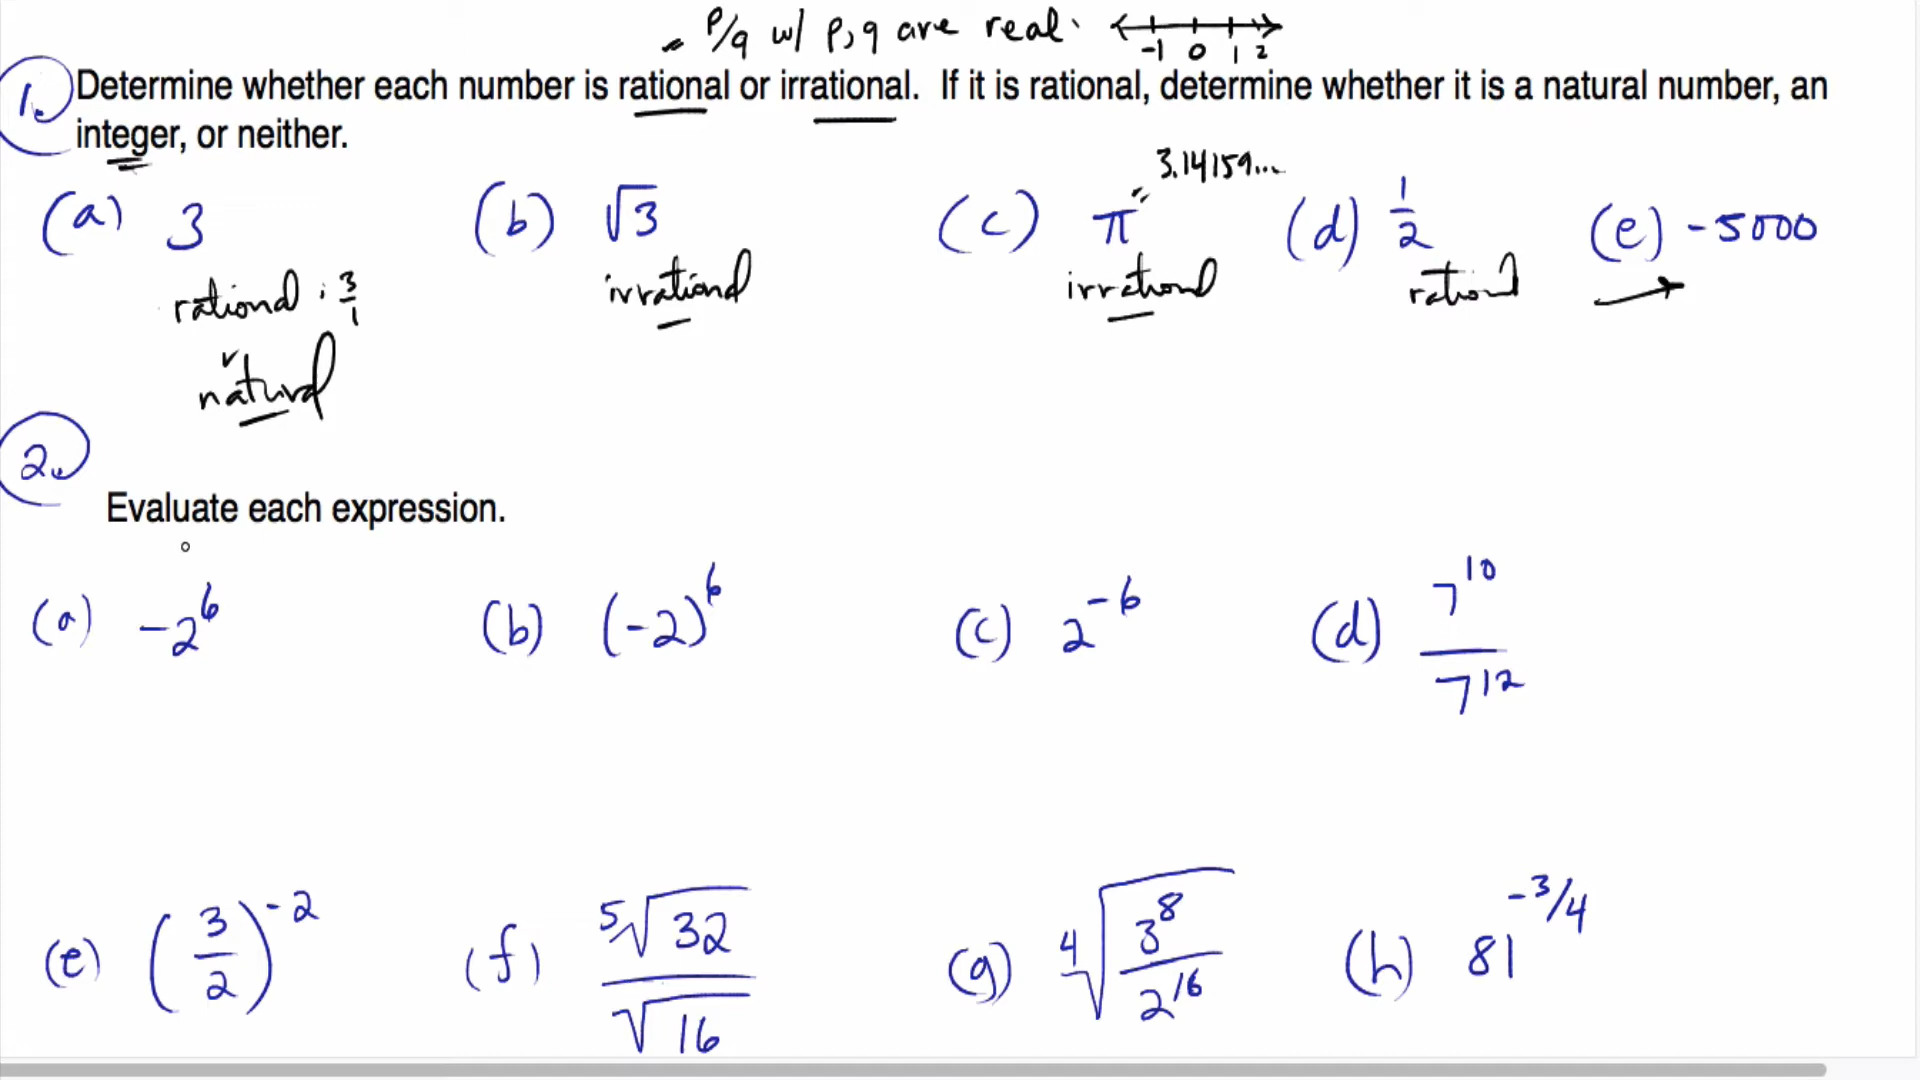 = P/q w/ p,q are real. -1 0 1 2
1. Determine whether each number is rational or irrational. If it is rational, determine whether it is a natural number, an
integer, or neither.
3.14159...
(a) 3 (b) √3 (c) π = (d) 1/2 (e) -5000
rational : 3/1 irrational irrational rational
natural
2.
Evaluate each expression.
(a) -2^6 (b) (-2)^6 (c) 2^-6 (d) 7^10/7^12
(e) (3/2)^-2 (f) ⁵√32/√16 (g) ⁴√(3^8/2^16) (h) 81^-3/4